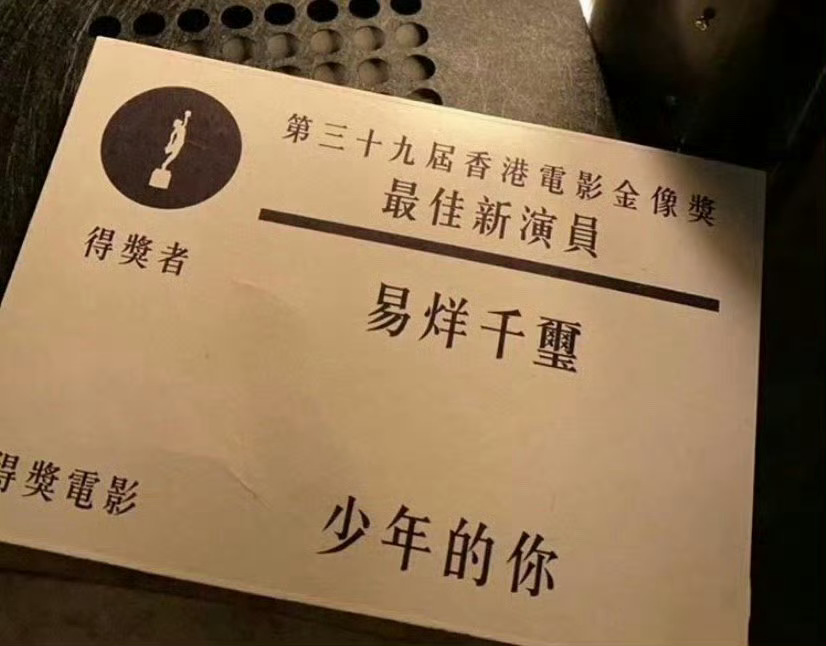 第三十九屆香港電影金像獎
最佳新演員
得獎者
易烊千璽
得獎電影
少年的你